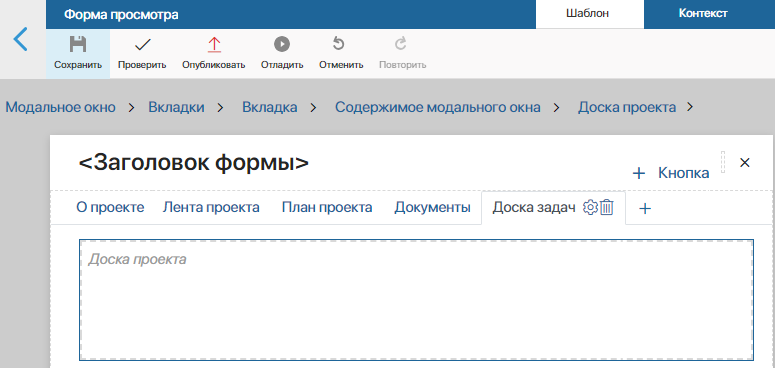 Форма просмотра Шаблон Контекст
Сохранить Проверить Опубликовать Отладить Отменить Повторить
Модальное окно > Вкладки > Вкладка > Содержимое модального окна > Доска проекта >
<Заголовок формы>
+ Кнопка ×
О проекте Лента проекта План проекта Документы Доска задач +
Доска проекта